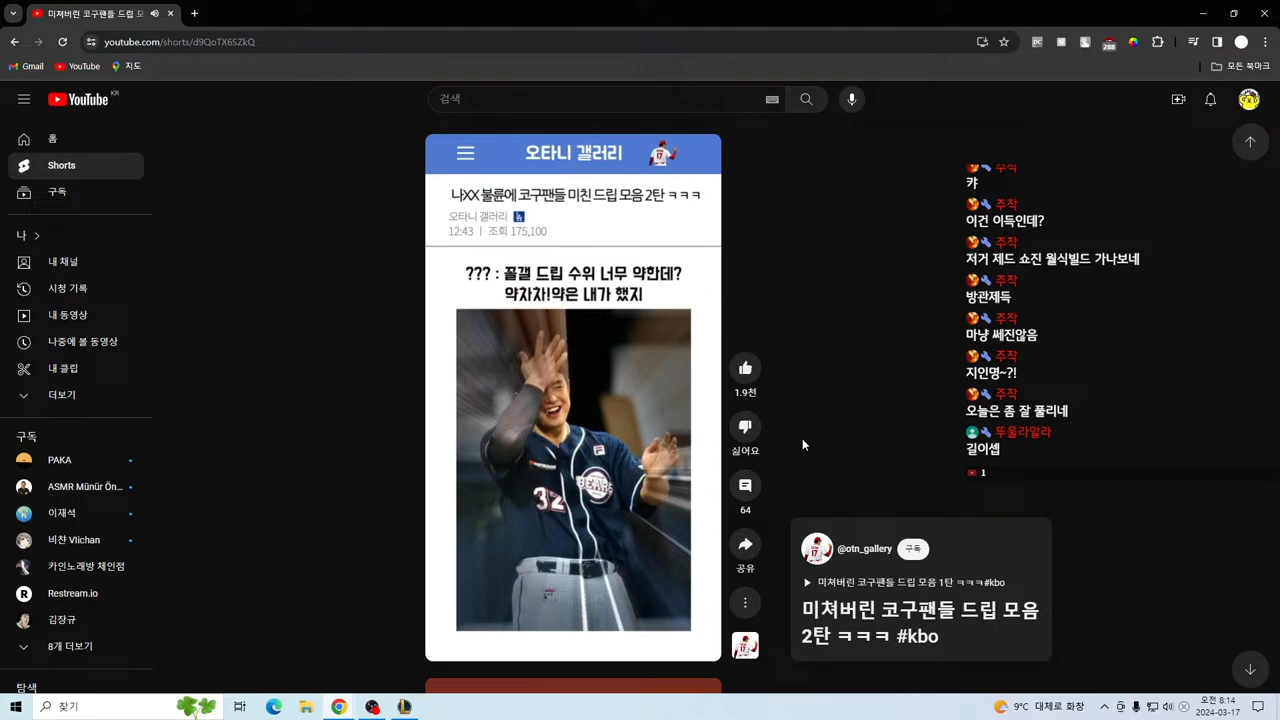 미쳐버린 코구팬들 드립 모
youtube.com/shorts/d9QoTX6SZkQ
288
Gmail
YouTube
지도
모든 북마크
YouTube KR
검색
홈
Shorts
구독
나
내 채널
시청 기록
내 동영상
나중에 볼 동영상
내 클립
더보기
구독
PAKA
ASMR Münür Ön...
이재석
비챤 VIichan
카인노래방 체인점
Restream.io
김장규
8개 더보기
탐색
오타니 갤러리
나XX 불륜에 코구팬들 미친 드립 모음 2탄 ㅋㅋㅋ
오타니 갤러리
12:43 | 조회 175,100
??? : 꼴갤 드립 수위 너무 약한데?
약차차!약은 내가 했지
BEARS
32
1.9천
싫어요
64
공유
@otn_gallery
구독
미쳐버린 코구팬들 드립 모음 1탄 ㅋㅋㅋ#kbo
미쳐버린 코구팬들 드립 모음
2탄 ㅋㅋㅋ #kbo
주작
캬
주작
이건 이득인데?
주작
저거 제드 쇼진 월식빌드 가나보네
주작
방관제득
주작
마냥 쎄진않음
주작
지인명~?!
주작
오늘은 좀 잘 풀리네
뚜울라알라
길이셉
1
찾기
9°C 대체로 화창
오전 8:14
2024-03-17